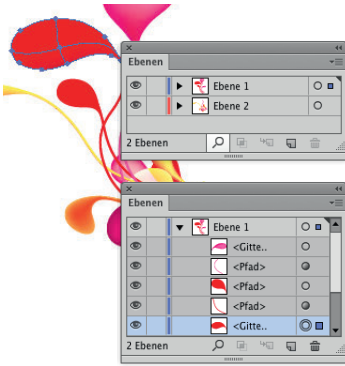 Ebenen
Ebene 1
Ebene 2
2 Ebenen
Ebenen
Ebene 1
<Gitte..
<Pfad>
<Pfad>
<Pfad>
<Gitte..
2 Ebenen